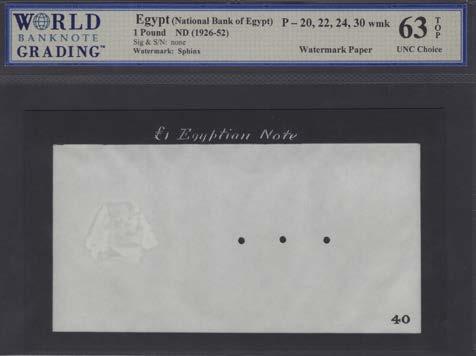 WORLD
BANKNOTE
GRADING™
Egypt (National Bank of Egypt)
1 Pound ND (1926-52)
Sig & S/N: none
Watermark: Sphinx
P – 20, 22, 24, 30 wmk
Watermark Paper
63
TOP
UNC Choice
£1 Egyptian Note
40